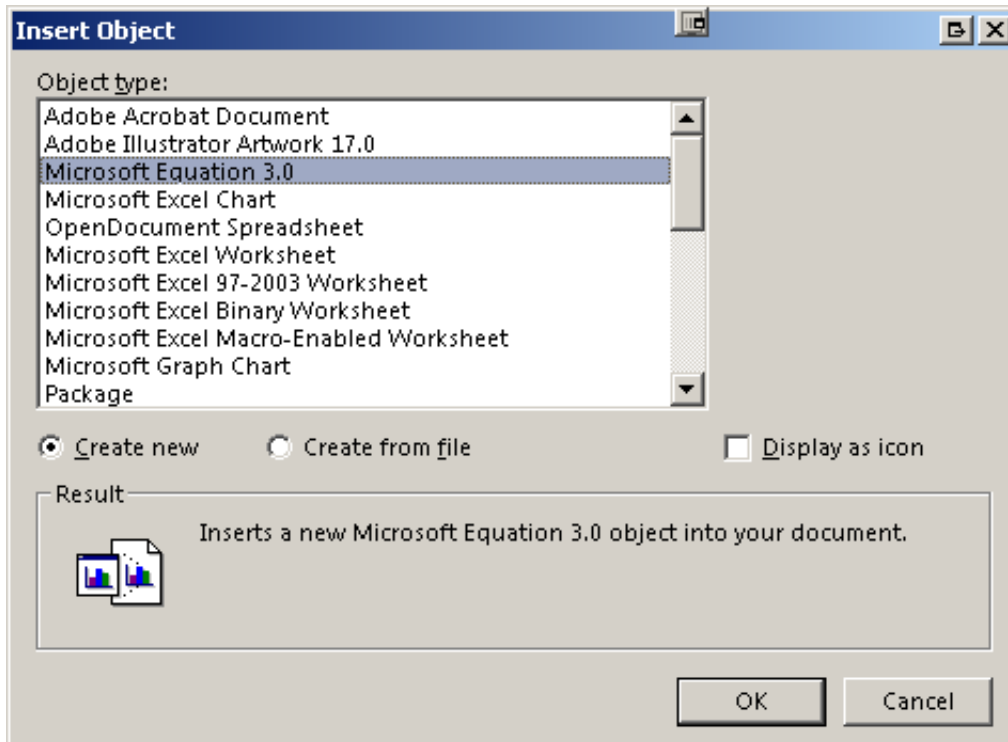 Insert Object
Object type:
Adobe Acrobat Document
Adobe Illustrator Artwork 17.0
Microsoft Equation 3.0
Microsoft Excel Chart
OpenDocument Spreadsheet
Microsoft Excel Worksheet
Microsoft Excel 97-2003 Worksheet
Microsoft Excel Binary Worksheet
Microsoft Excel Macro-Enabled Worksheet
Microsoft Graph Chart
Package
Create new Create from file Display as icon
Result
Inserts a new Microsoft Equation 3.0 object into your document.
OK Cancel